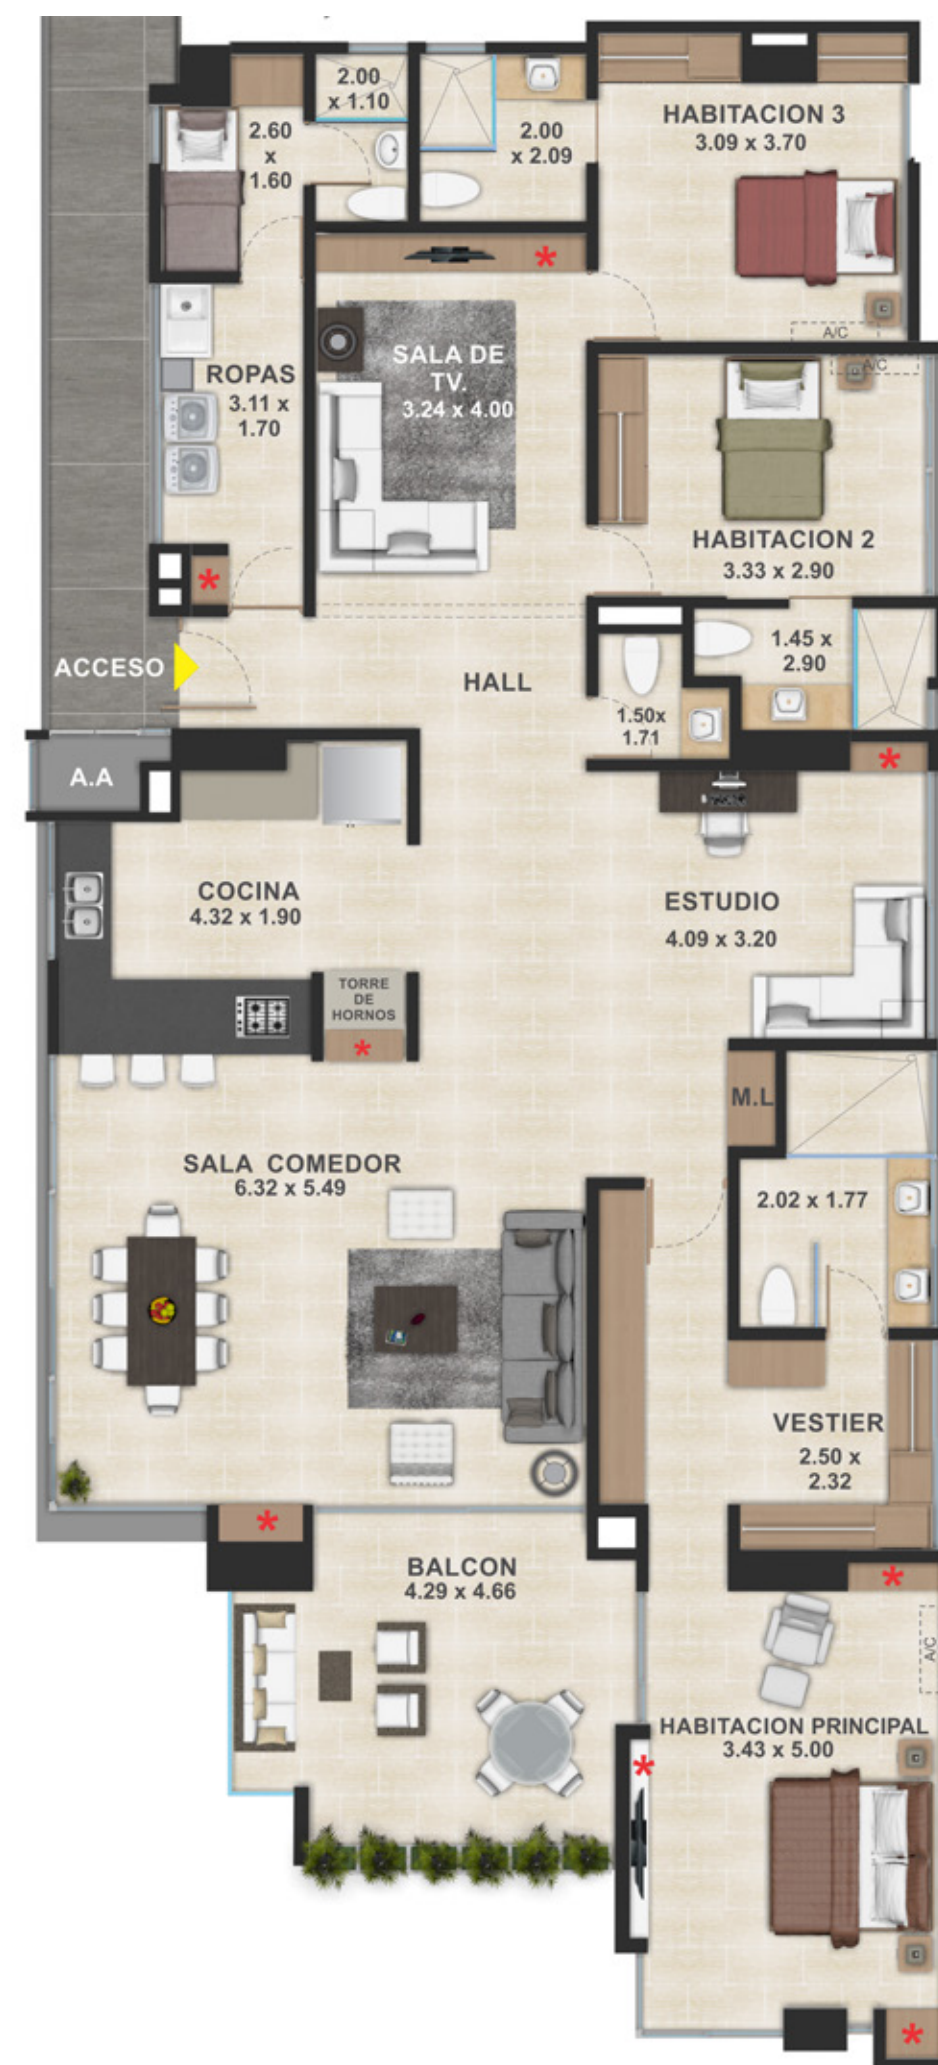 2.00
x 1.10
2.60
x
1.60
2.00
x 2.09
HABITACION 3
3.09 x 3.70
*
A/C
SALA DE
TV.
3.24 x 4.00
ROPAS
3.11 x
1.70
A/C
HABITACION 2
3.33 x 2.90
*
ACCESO
HALL
1.45 x
2.90
1.50x
1.71
A.A
*
COCINA
4.32 x 1.90
ESTUDIO
4.09 x 3.20
TORRE
DE
HORNOS
*
M.L
SALA COMEDOR
6.32 x 5.49
2.02 x 1.77
VESTIER
2.50 x
2.32
*
BALCON
4.29 x 4.66
*
A/C
HABITACION PRINCIPAL
3.43 x 5.00
*
*